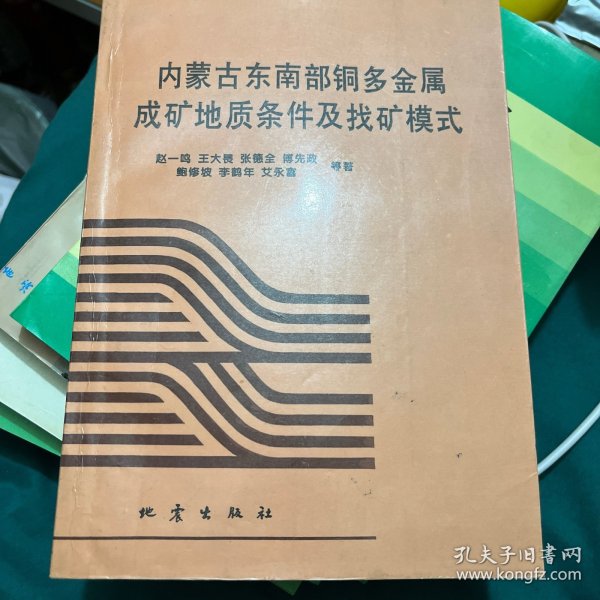 内蒙古东南部铜多金属
成矿地质条件及找矿模式
赵一鸣 王大畏 张德全 傅先政
鲍修坡 李鹤年 艾永富 等著
地震出版社
孔夫子旧书网
www.kongfz.com